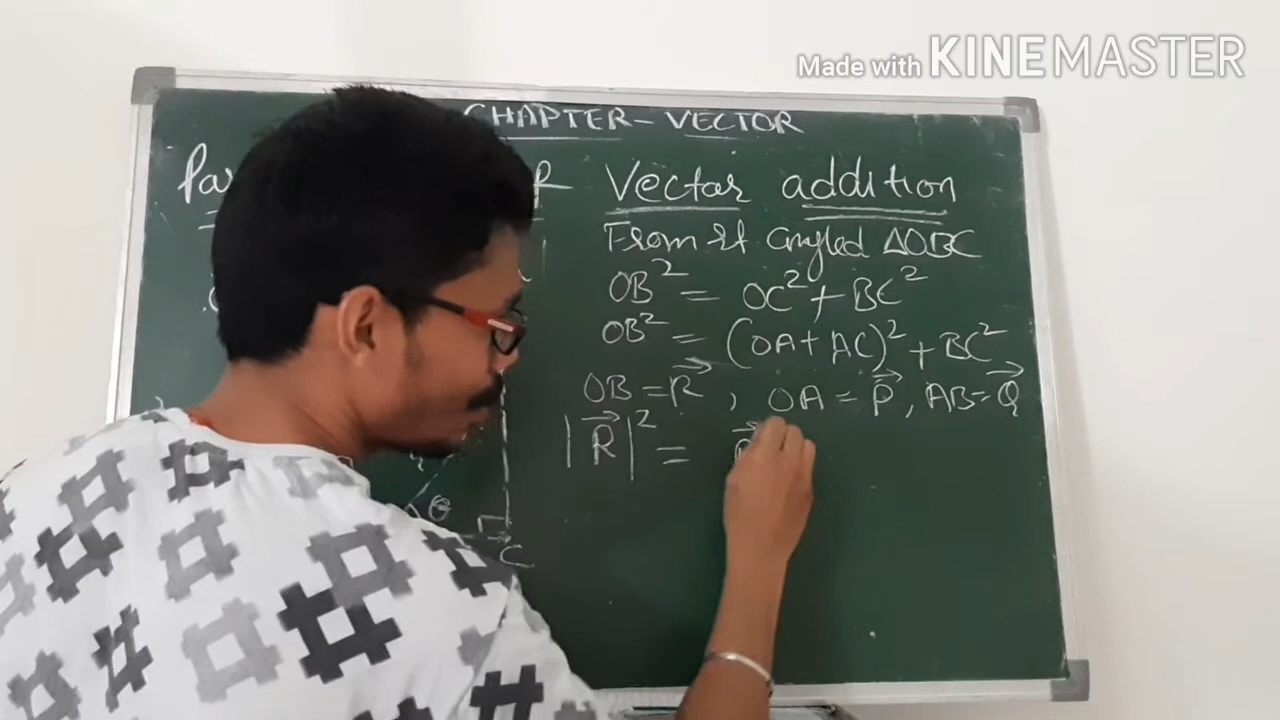 Made with KINEMASTER
CHAPTER - VECTOR
Vector addition
From rt angled ΔOBC
OB² = OC² + BC²
OB² = (OA + AC)² + BC²
OB = R⃗ , OA = P⃗ , AB = Q⃗
|R⃗|² =
θ
C